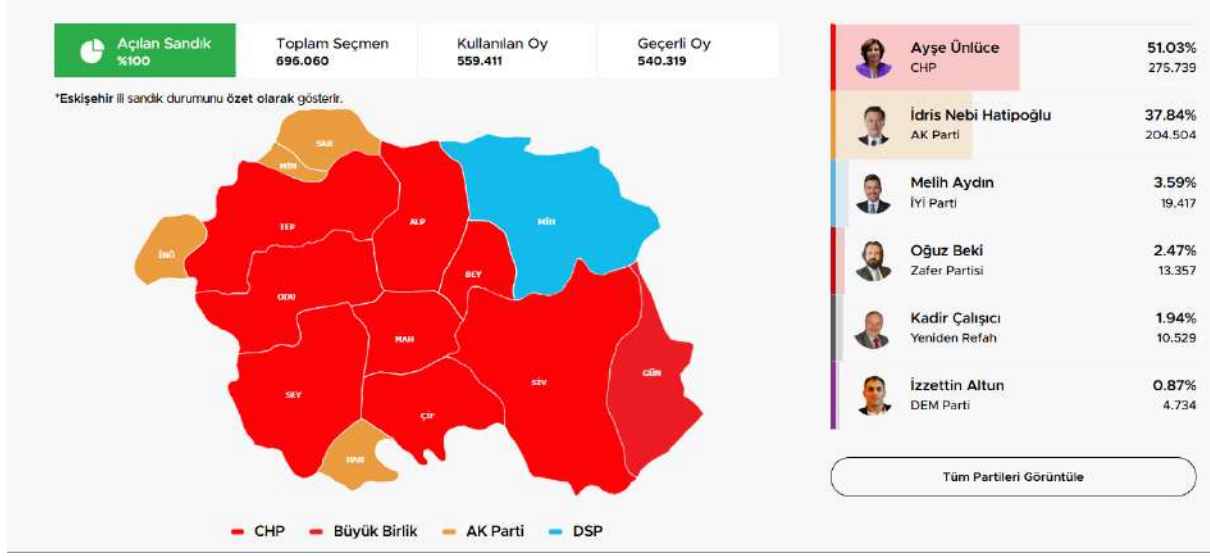 Açılan Sandık
%100
Toplam Seçmen
696.060
Kullanılan Oy
559.411
Geçerli Oy
540.319
*Eskişehir ili sandık durumunu özet olarak gösterir.
SAR
MİH
TEP
ALP
MİH
İNÖ
BEY
ODU
MAH
GÜN
SİV
SEY
ÇİF
HAN
CHP
Büyük Birlik
AK Parti
DSP
Ayşe Ünlüce
51.03%
CHP
275.739
İdris Nebi Hatipoğlu
37.84%
AK Parti
204.504
Melih Aydın
3.59%
İYİ Parti
19.417
Oğuz Beki
2.47%
Zafer Partisi
13.357
Kadir Çalışıcı
1.94%
Yeniden Refah
10.529
İzzettin Altun
0.87%
DEM Parti
4.734
Tüm Partileri Görüntüle